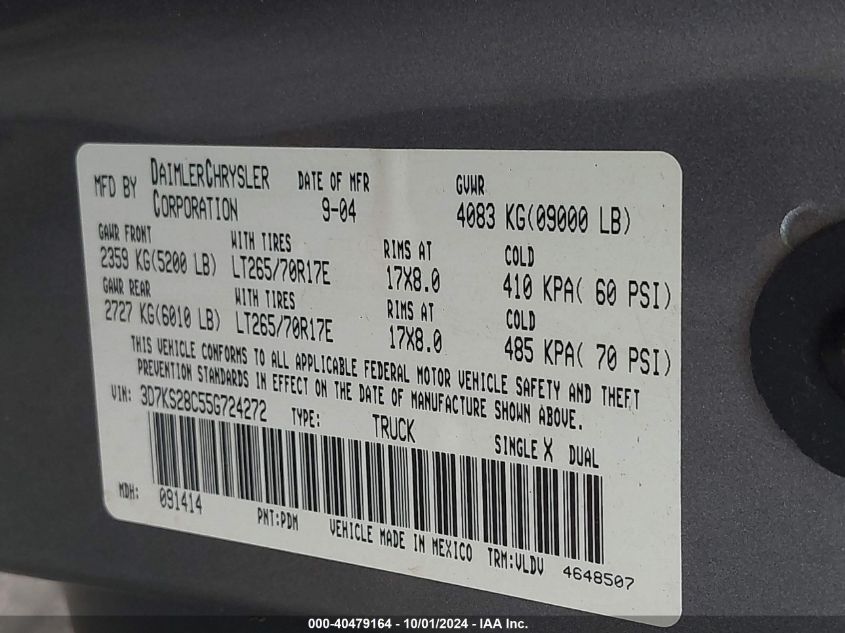 MFD BY DAIMLERCHRYSLER CORPORATION DATE OF MFR 9-04 GVWR 4083 KG(09000 LB)
GAWR FRONT WITH TIRES RIMS AT COLD
2359 KG(5200 LB) LT265/70R17E 17X8.0 410 KPA( 60 PSI)
GAWR REAR WITH TIRES RIMS AT COLD
2727 KG(6010 LB) LT265/70R17E 17X8.0 485 KPA( 70 PSI)
THIS VEHICLE CONFORMS TO ALL APPLICABLE FEDERAL MOTOR VEHICLE SAFETY AND THEFT
PREVENTION STANDARDS IN EFFECT ON THE DATE OF MANUFACTURE SHOWN ABOVE.
VIN: 3D7KS28C55G724272 TYPE: TRUCK SINGLE X DUAL
MDH: 091414 PNT:PDM VEHICLE MADE IN MEXICO TRM:VLDV 4648507
000-40479164 - 10/01/2024 - IAA Inc.